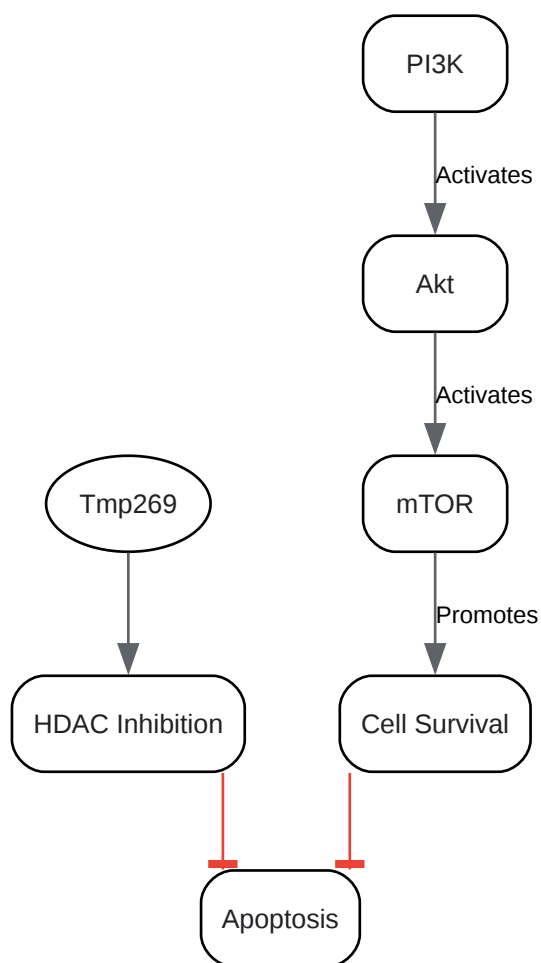 PI3K
Activates
Akt
Activates
Tmp269
mTOR
Promotes
HDAC Inhibition
Cell Survival
Apoptosis